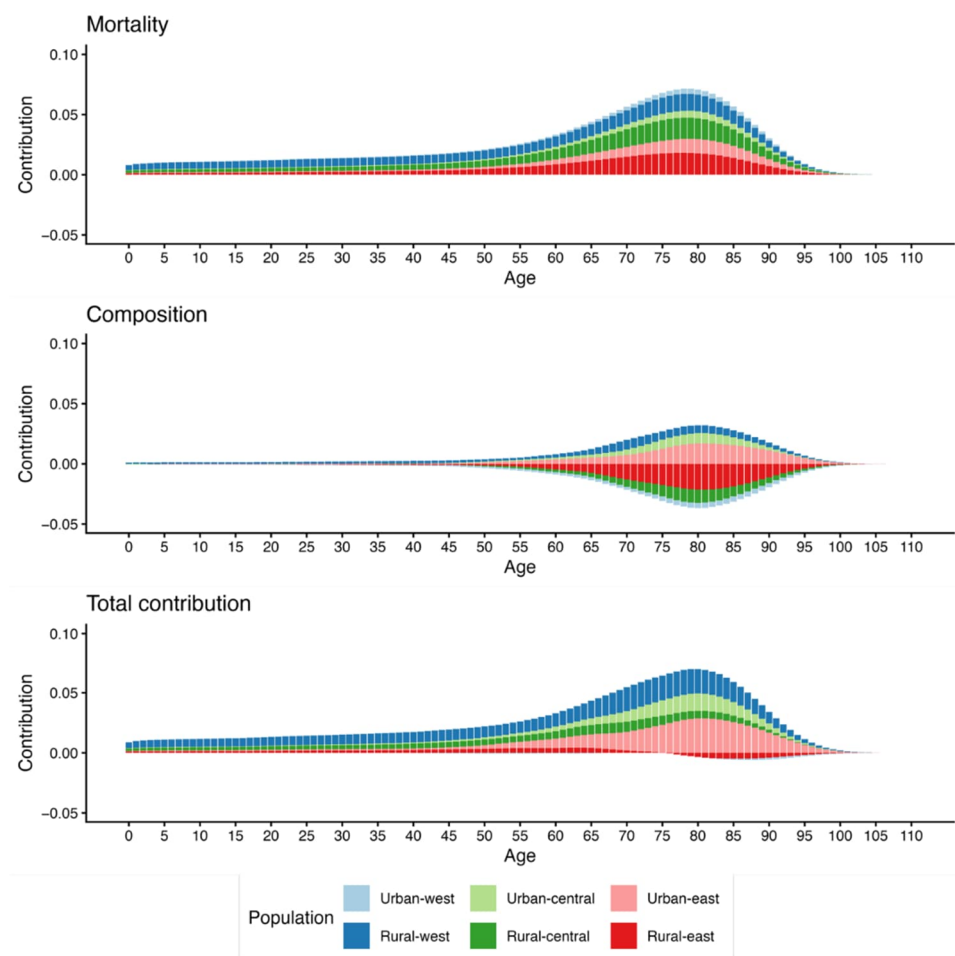 Mortality
0.10
0.05
0.00
−0.05
Contribution
0 5 10 15 20 25 30 35 40 45 50 55 60 65 70 75 80 85 90 95 100 105 110
Age
Composition
0.10
0.05
0.00
−0.05
Contribution
0 5 10 15 20 25 30 35 40 45 50 55 60 65 70 75 80 85 90 95 100 105 110
Age
Total contribution
0.10
0.05
0.00
−0.05
Contribution
0 5 10 15 20 25 30 35 40 45 50 55 60 65 70 75 80 85 90 95 100 105 110
Age
Population
Urban-west Urban-central Urban-east
Rural-west Rural-central Rural-east